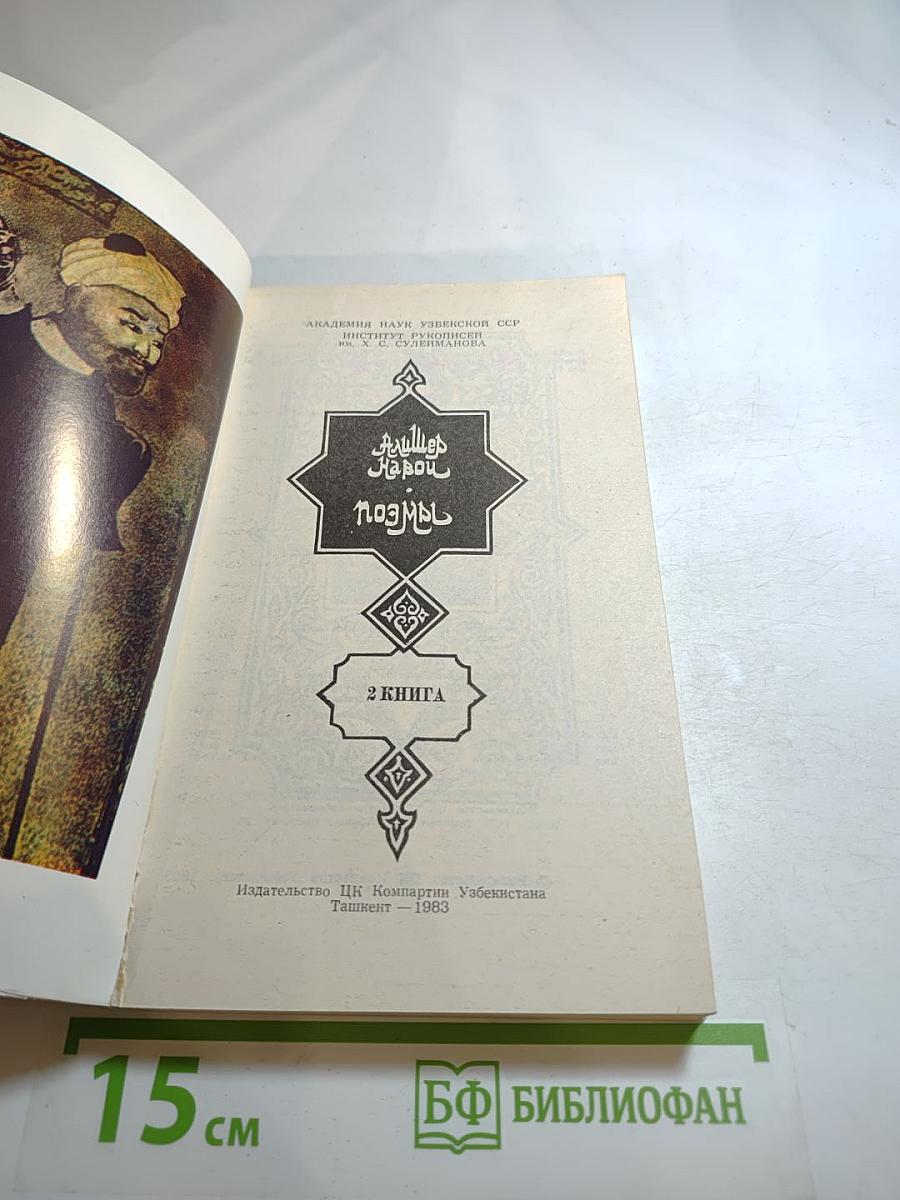 АКАДЕМИЯ НАУК УЗБЕКСКОЙ ССР
ИНСТИТУТ РУКОПИСЕЙ
ИМ. Х. С. СУЛЕЙМАНОВА
Алишер
Навои
ПОЭМЫ
2 КНИГА
Издательство ЦК Компартии Узбекистана
Ташкент — 1983
15 см
БФ БИБЛИОФАН